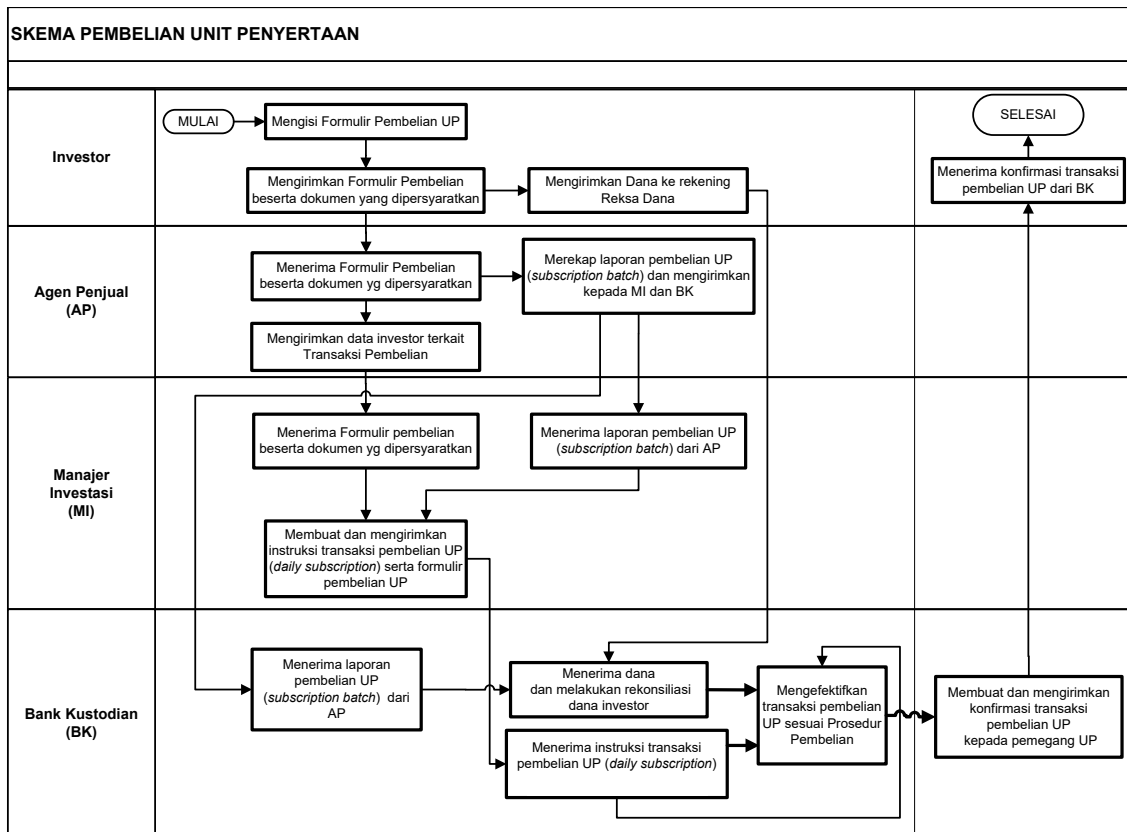 SKEMA PEMBELIAN UNIT PENYERTAAN
Investor
MULAI
Mengisi Formulir Pembelian UP
Mengirimkan Formulir Pembelian
beserta dokumen yang dipersyaratkan
Mengirimkan Dana ke rekening
Reksa Dana
SELESAI
Menerima konfirmasi transaksi
pembelian UP dari BK
Agen Penjual
(AP)
Menerima Formulir Pembelian
beserta dokumen yg dipersyaratkan
Merekap laporan pembelian UP
(subscription batch) dan mengirimkan
kepada MI dan BK
Mengirimkan data investor terkait
Transaksi Pembelian
Manajer
Investasi
(MI)
Menerima Formulir pembelian
beserta dokumen yg dipersyaratkan
Menerima laporan pembelian UP
(subscription batch) dari AP
Membuat dan mengirimkan
instruksi transaksi pembelian UP
(daily subscription) serta formulir
pembelian UP
Bank Kustodian
(BK)
Menerima laporan
pembelian UP
(subscription batch) dari
AP
Menerima dana
dan melakukan rekonsiliasi
dana investor
Menerima instruksi transaksi
pembelian UP (daily subscription)
Mengefektifkan
transaksi pembelian
UP sesuai Prosedur
Pembelian
Membuat dan mengirimkan
konfirmasi transaksi
pembelian UP
kepada pemegang UP